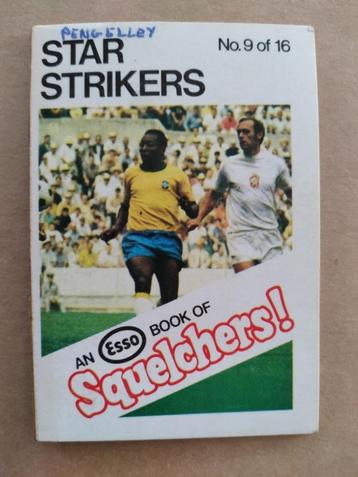 PENGELLEY
STAR
STRIKERS
No. 9 of 16
AN Esso BOOK OF
Squelchers!